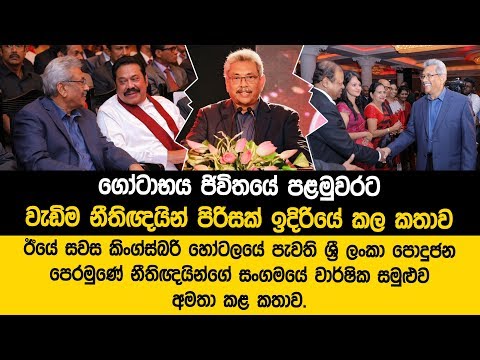 ගෝටාභය ජිවිතයේ පළමුවරට
වැඩිම නීතිඥයින් පිරිසක් ඉදිරියේ කල කතාව
ඊයේ සවස කිංග්ස්බරි හෝටලයේ පැවති ශ්‍රී ලංකා පොදුජන
පෙරමුණේ නීතිඥයින්ගේ සංගමයේ වාර්ෂික සමුළුව
අමතා කළ කතාව.